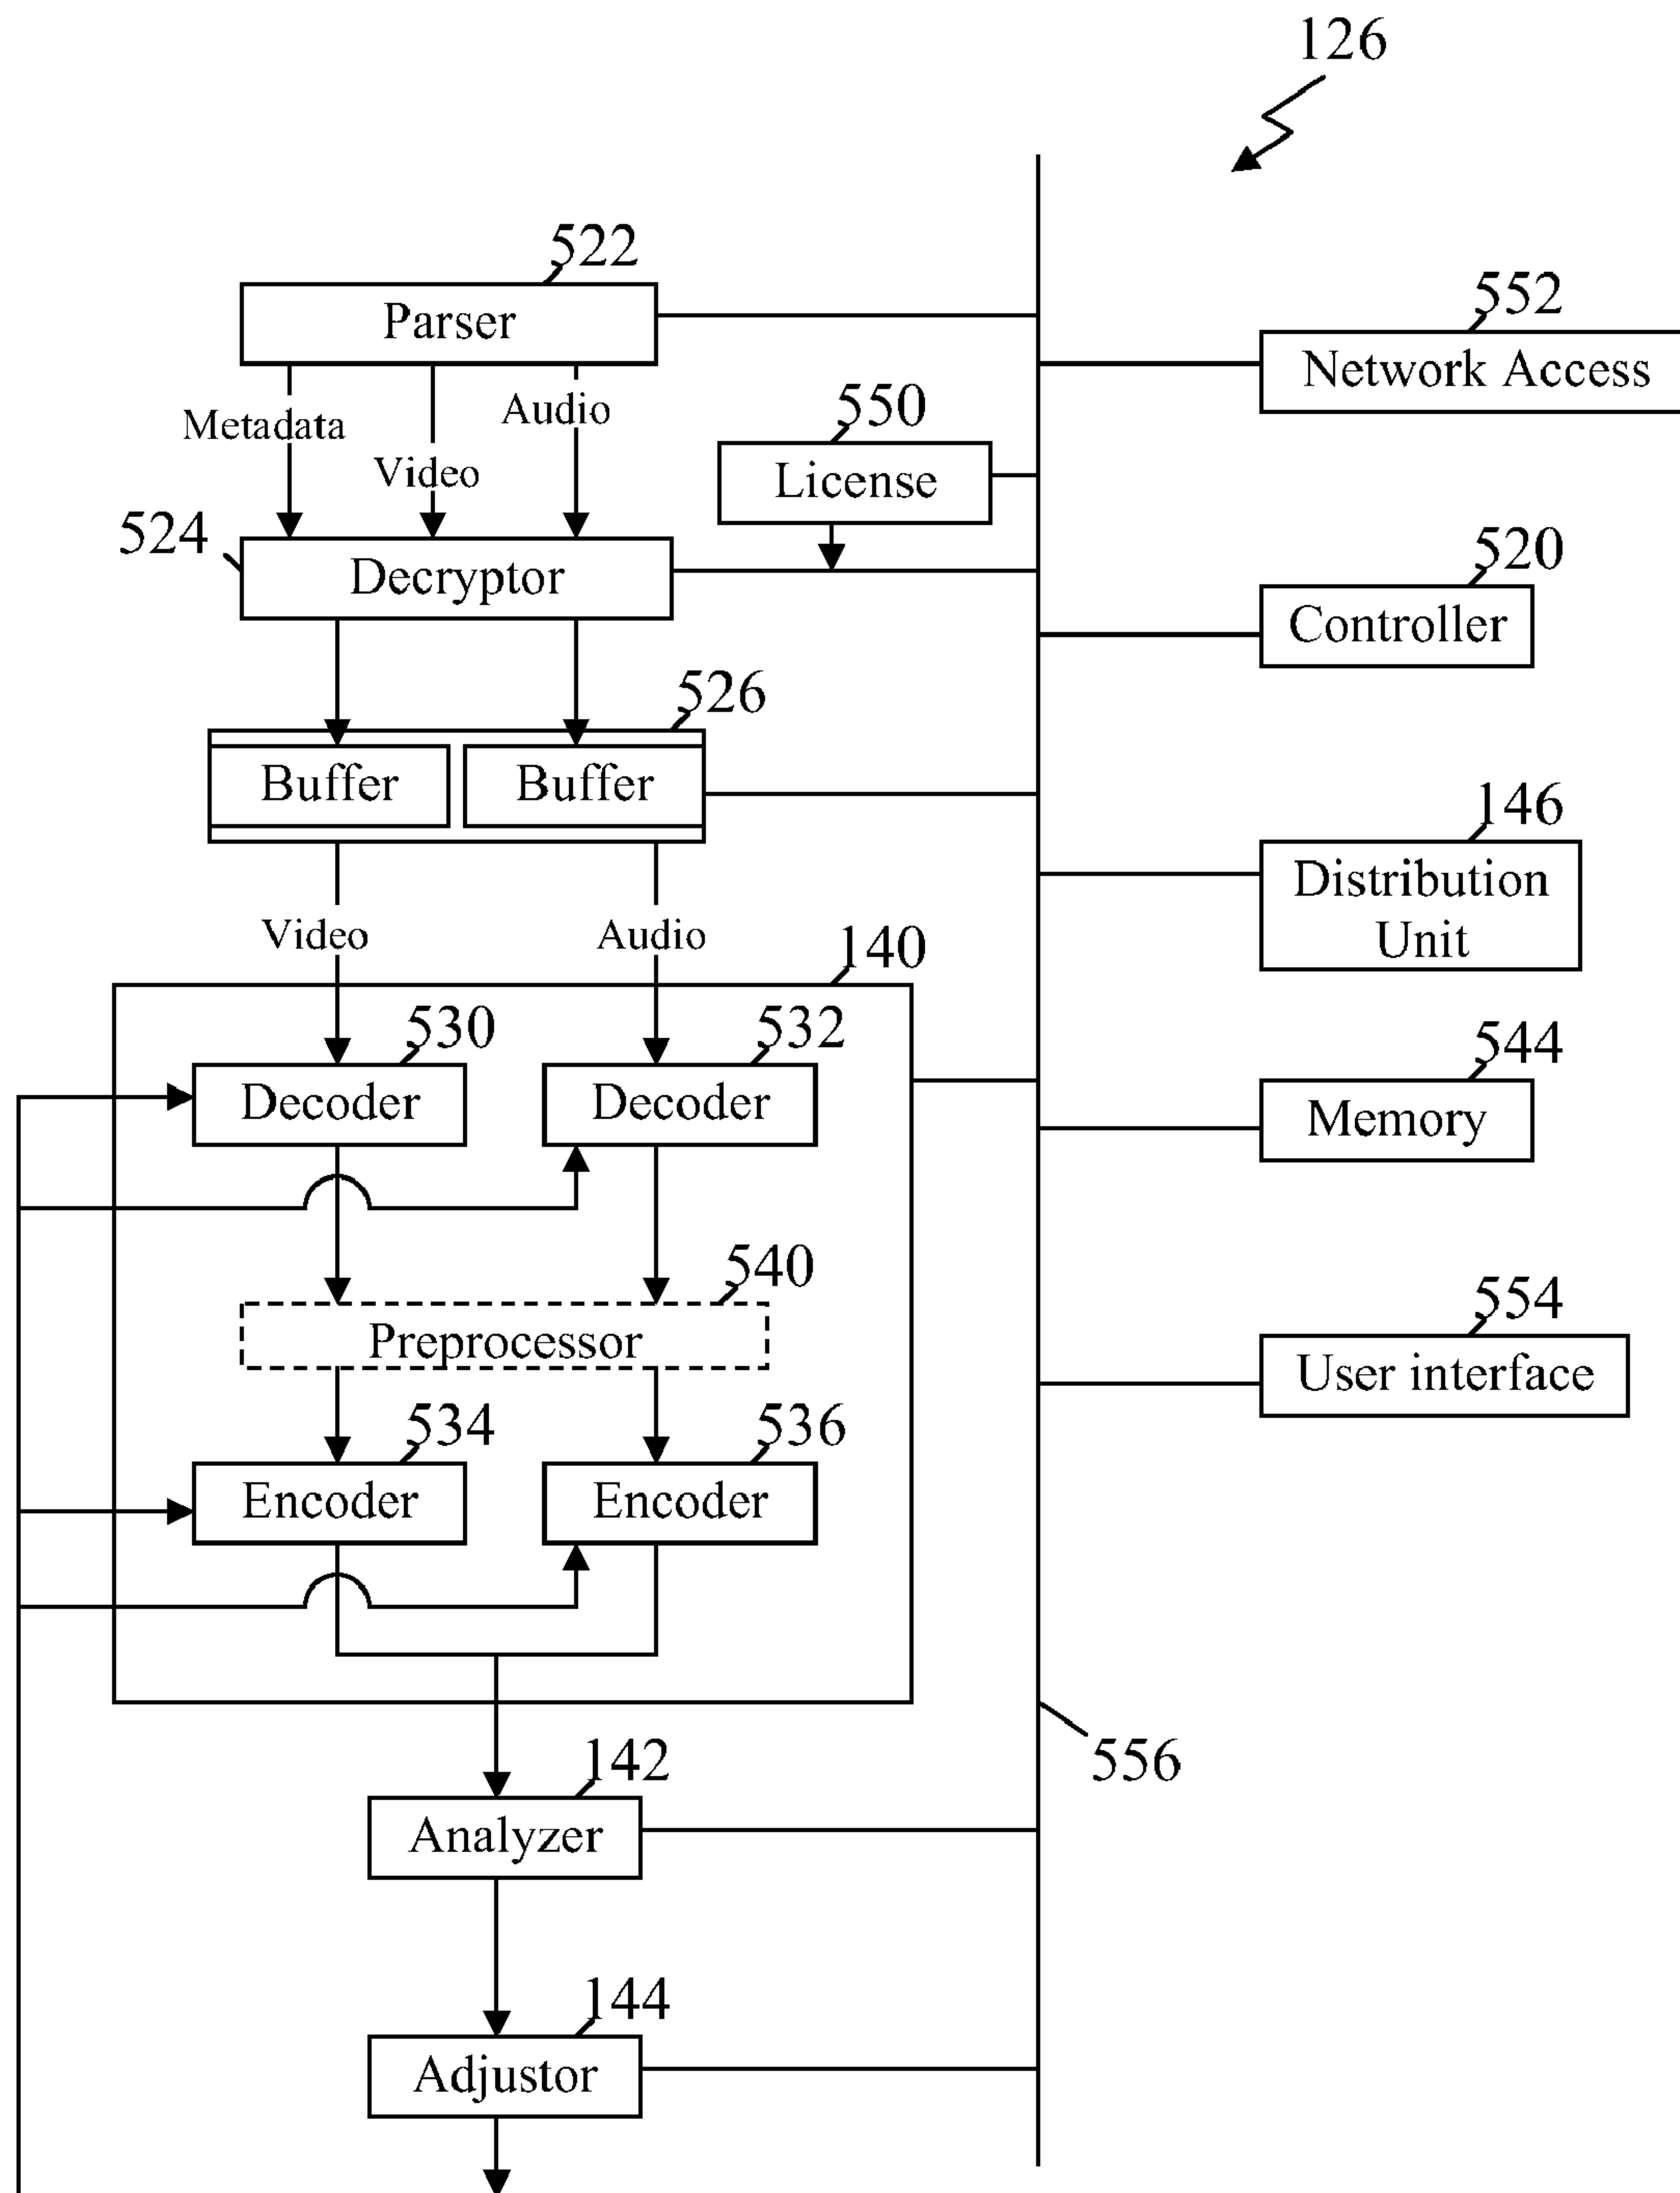 126
522
Parser
552
Network Access
Metadata
Video
Audio
550
License
524
Decryptor
520
Controller
526
Buffer
Buffer
146
Distribution
Unit
Video
Audio
140
530
Decoder
532
Decoder
544
Memory
540
Preprocessor
554
User interface
534
Encoder
536
Encoder
556
142
Analyzer
144
Adjustor